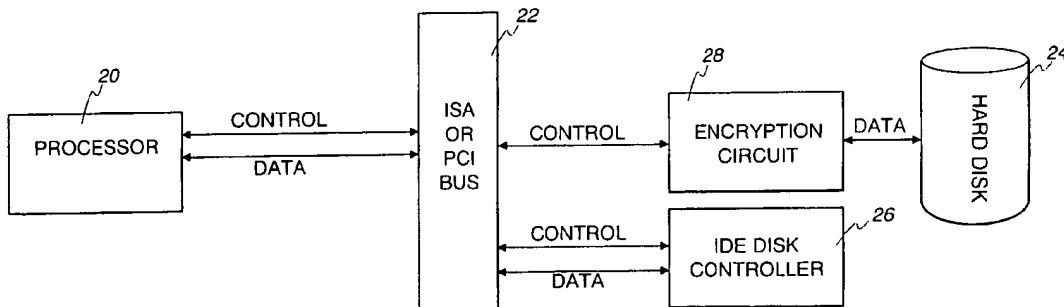 20
PROCESSOR
CONTROL
DATA
22
ISA
OR
PCI
BUS
CONTROL
28
ENCRYPTION
CIRCUIT
DATA
24
HARD DISK
CONTROL
DATA
26
IDE DISK
CONTROLLER